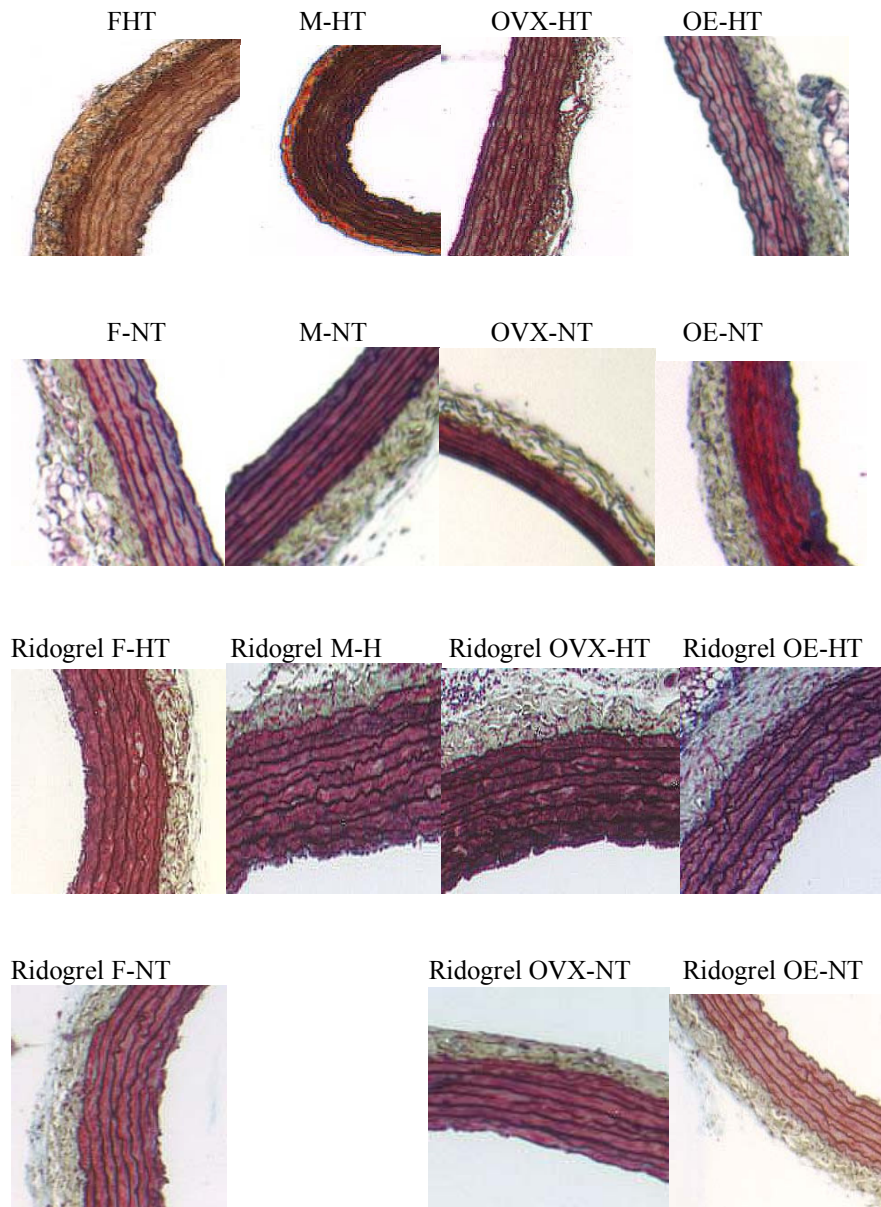 FHT M-HT OVX-HT OE-HT
F-NT M-NT OVX-NT OE-NT
Ridogrel F-HT Ridogrel M-H Ridogrel OVX-HT Ridogrel OE-HT
Ridogrel F-NT Ridogrel OVX-NT Ridogrel OE-NT